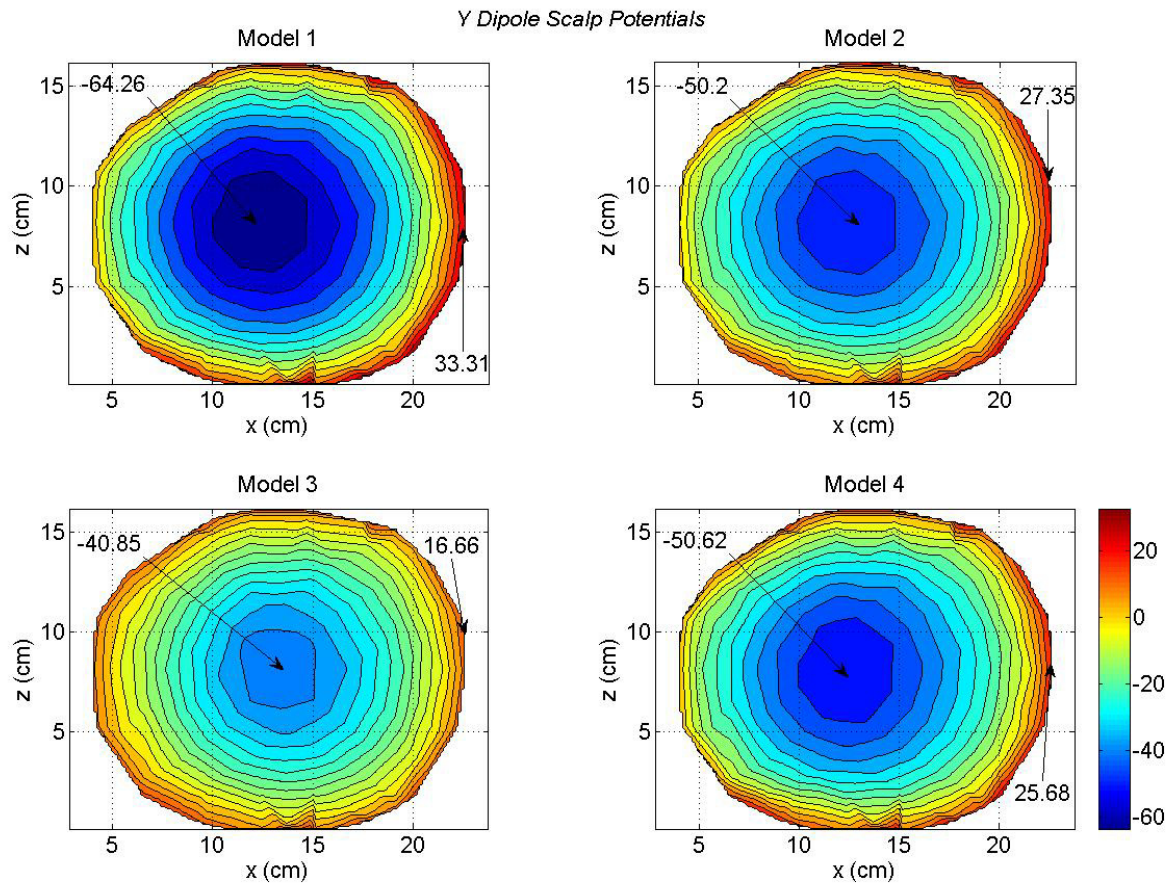 Y Dipole Scalp Potentials
Model 1
Model 2
-64.26
33.31
-50.2
27.35
15
10
5
z (cm)
5 10 15 20
x (cm)
15
10
5
z (cm)
5 10 15 20
x (cm)
Model 3
Model 4
-40.85
16.66
-50.62
25.68
15
10
5
z (cm)
5 10 15 20
x (cm)
15
10
5
z (cm)
5 10 15 20
x (cm)
20
0
-20
-40
-60